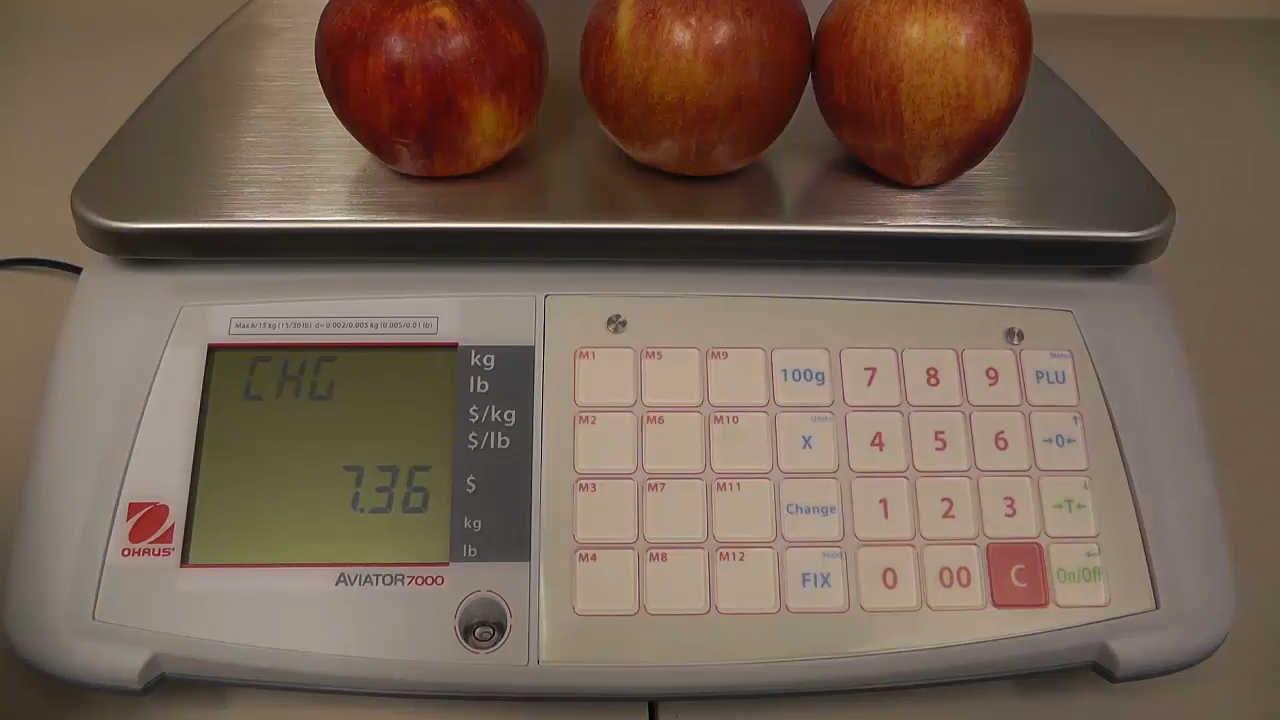 Max 6/15 kg (15/30 lb) d= 0.002/0.005 kg (0.005/0.01 lb)
CHG
7.36
kg
lb
$/kg
$/lb
$
kg
lb
OHAUS
AVIATOR 7000
M1 M5 M9 100g 7 8 9 Menu PLU
M2 M6 M10 Units X 4 5 6 ↑ →0←
M3 M7 M11 Change 1 2 3 ↓ →T←
M4 M8 M12 Hold FIX 0 00 C ← On/Off